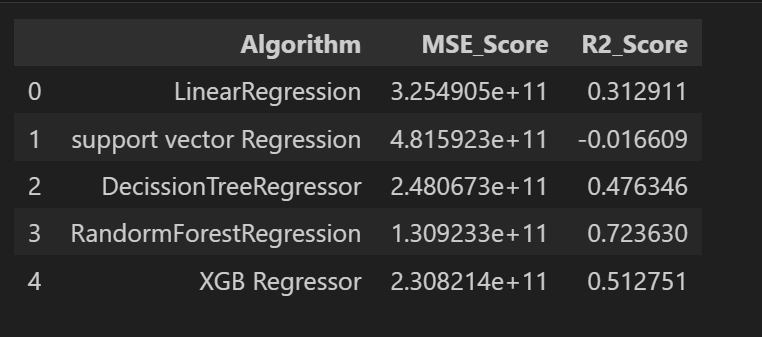 Algorithm MSE_Score R2_Score
0 LinearRegression 3.254905e+11 0.312911
1 support vector Regression 4.815923e+11 -0.016609
2 DecissionTreeRegressor 2.480673e+11 0.476346
3 RandormForestRegression 1.309233e+11 0.723630
4 XGB Regressor 2.308214e+11 0.512751